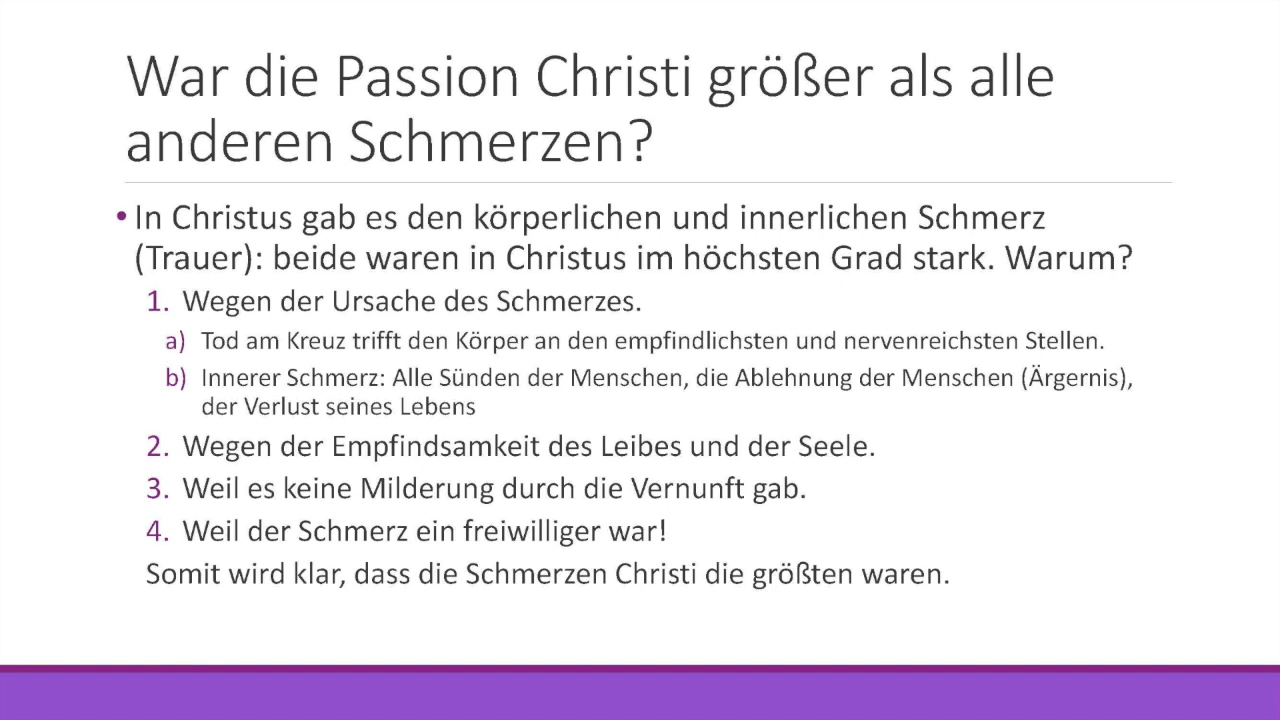 War die Passion Christi größer als alle
anderen Schmerzen?
• In Christus gab es den körperlichen und innerlichen Schmerz
(Trauer): beide waren in Christus im höchsten Grad stark. Warum?
1. Wegen der Ursache des Schmerzes.
a) Tod am Kreuz trifft den Körper an den empfindlichsten und nervenreichsten Stellen.
b) Innerer Schmerz: Alle Sünden der Menschen, die Ablehnung der Menschen (Ärgernis),
der Verlust seines Lebens
2. Wegen der Empfindsamkeit des Leibes und der Seele.
3. Weil es keine Milderung durch die Vernunft gab.
4. Weil der Schmerz ein freiwilliger war!
Somit wird klar, dass die Schmerzen Christi die größten waren.